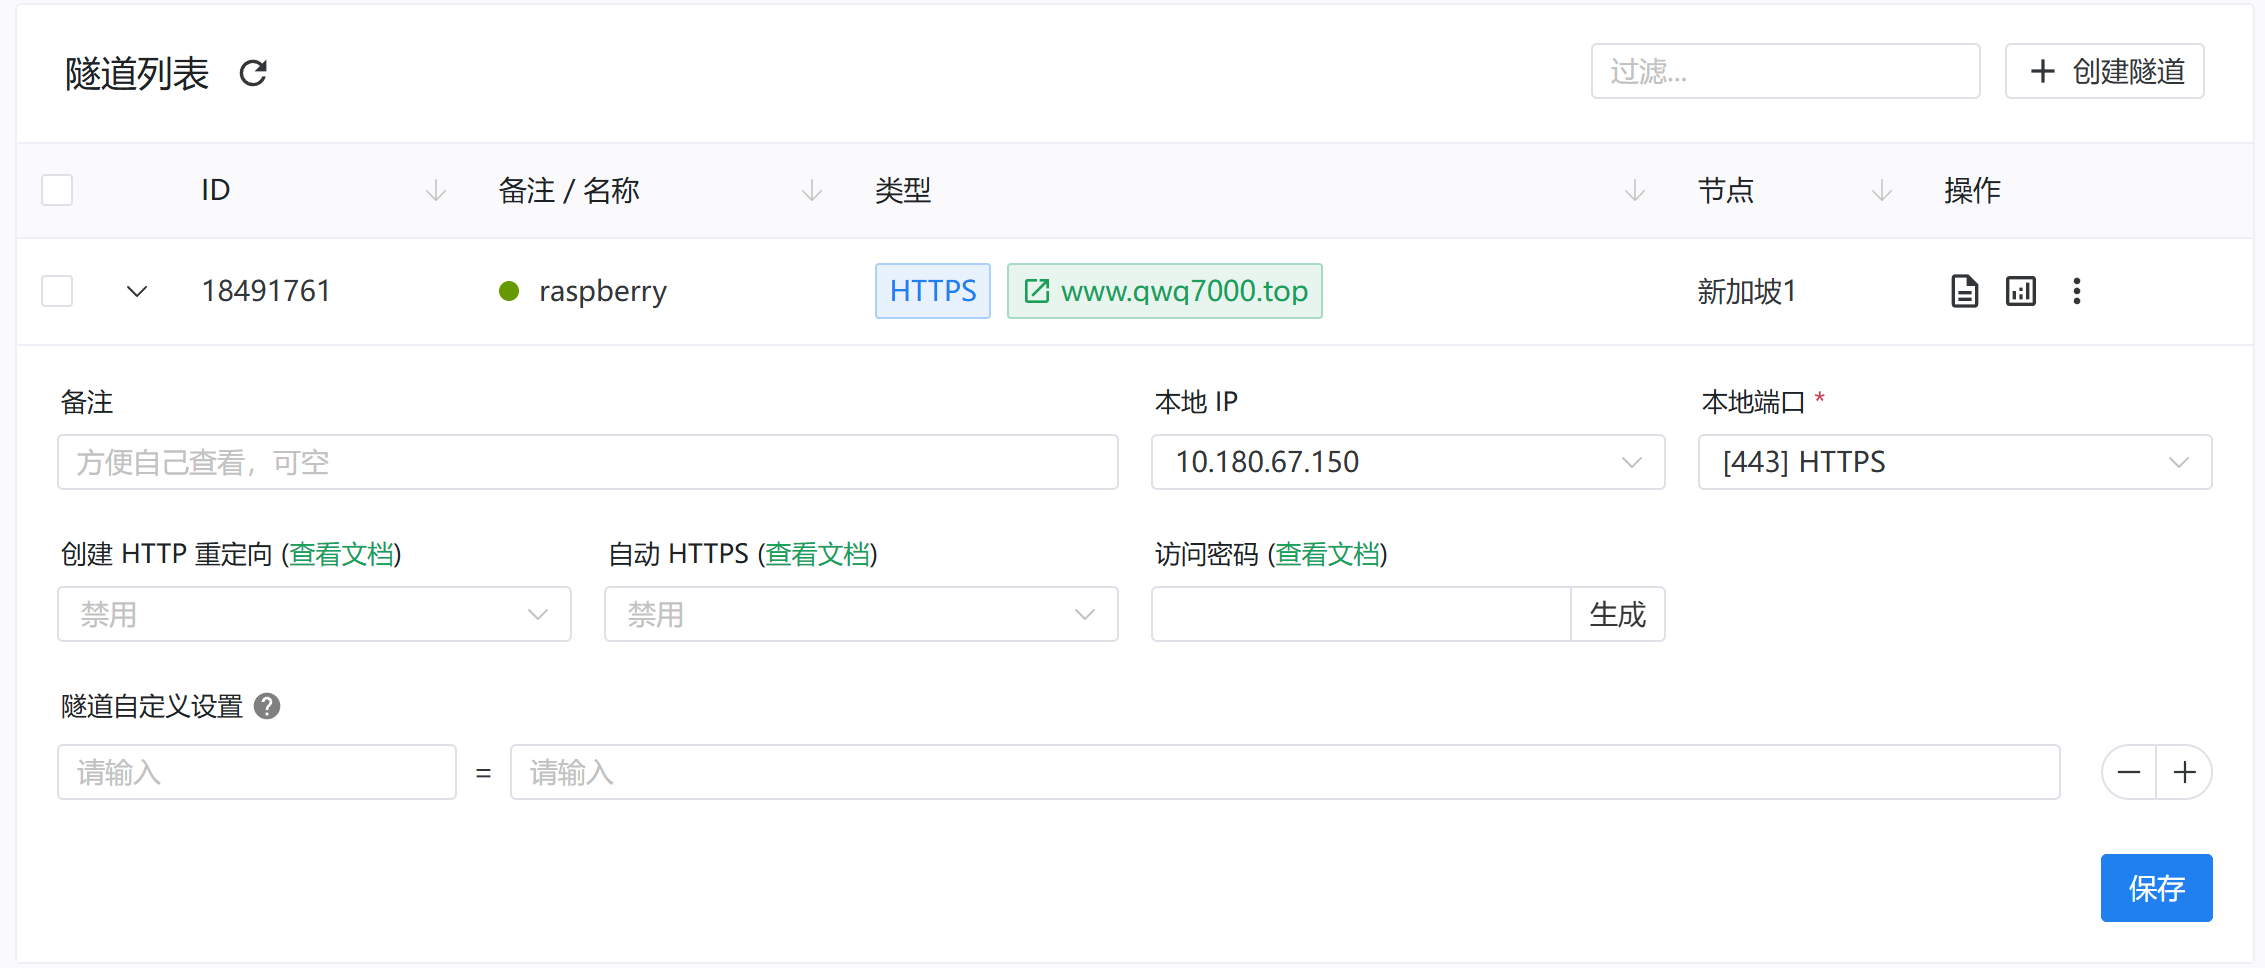 隧道列表
过滤...
创建隧道
ID
备注 / 名称
类型
节点
操作
18491761
raspberry
HTTPS
www.qwq7000.top
新加坡1
备注
本地 IP
本地端口 *
方便自己查看，可空
10.180.67.150
[443] HTTPS
创建 HTTP 重定向 (查看文档)
自动 HTTPS (查看文档)
访问密码 (查看文档)
禁用
禁用
生成
隧道自定义设置
请输入
=
请输入
保存